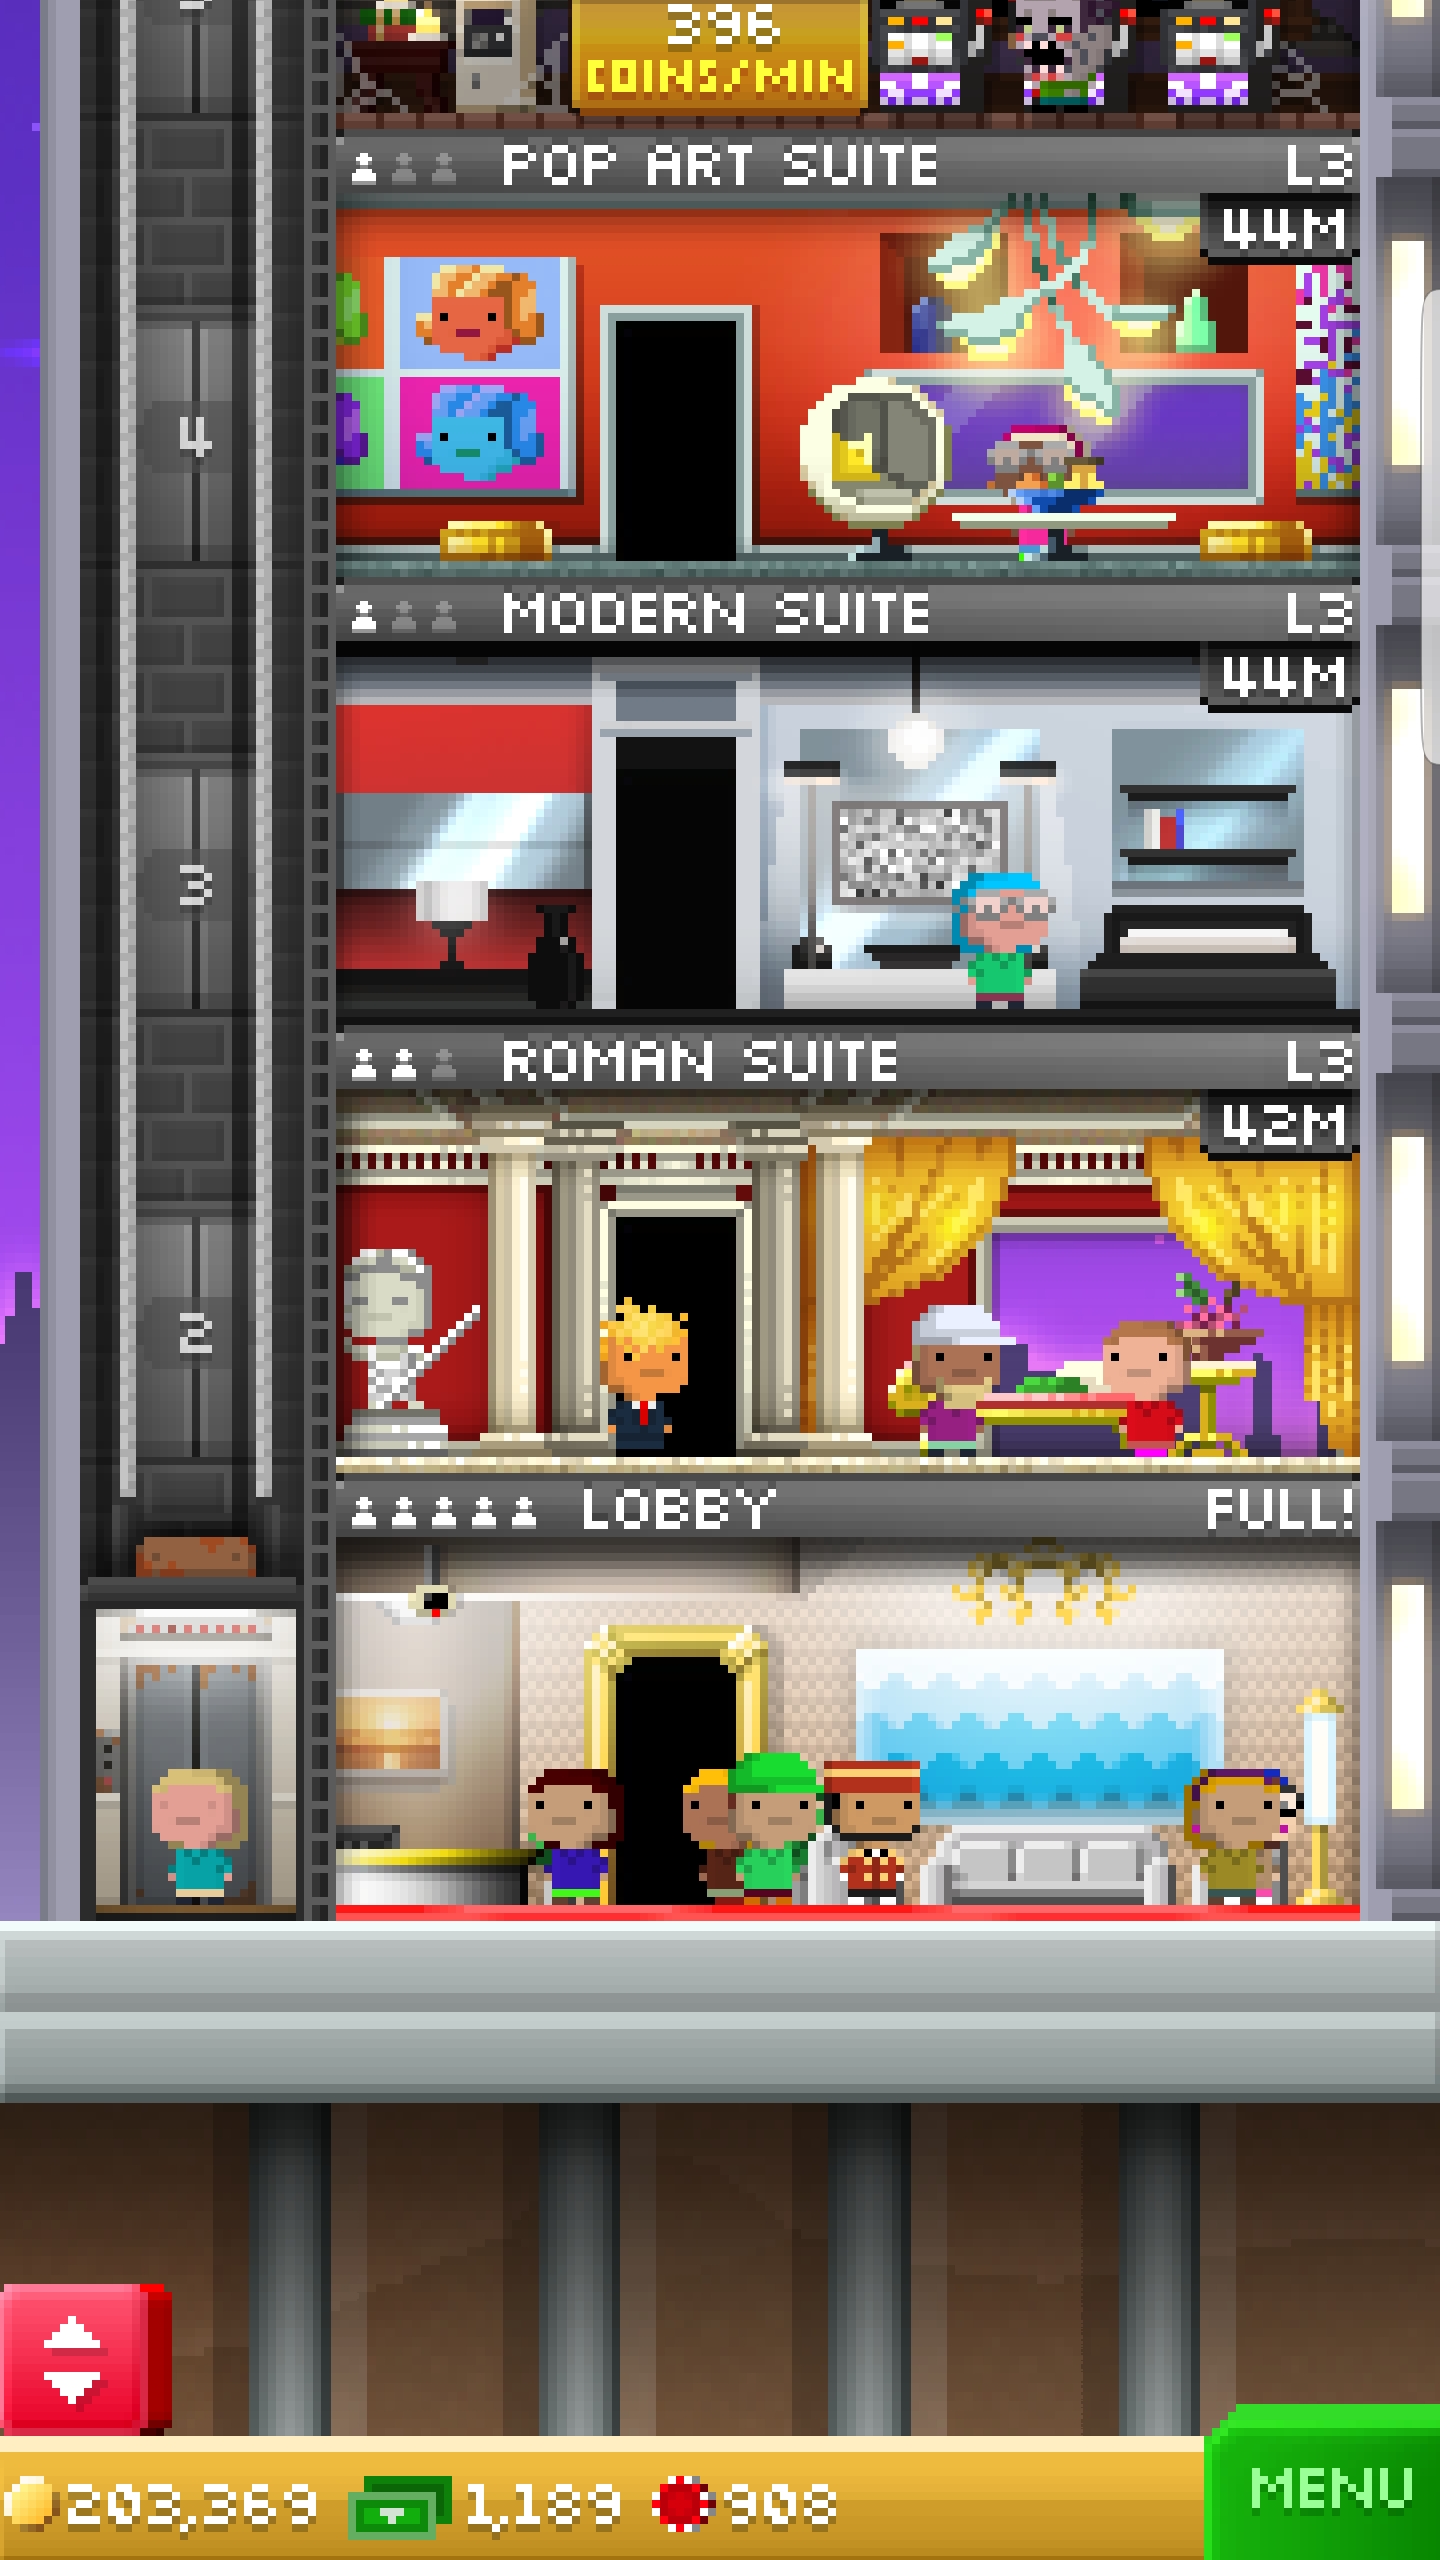 396
COINS/MIN
POP ART SUITE L3
44M
4
MODERN SUITE L3
44M
3
ROMAN SUITE L3
42M
2
LOBBY FULL!
203,369 1,189 908
MENU